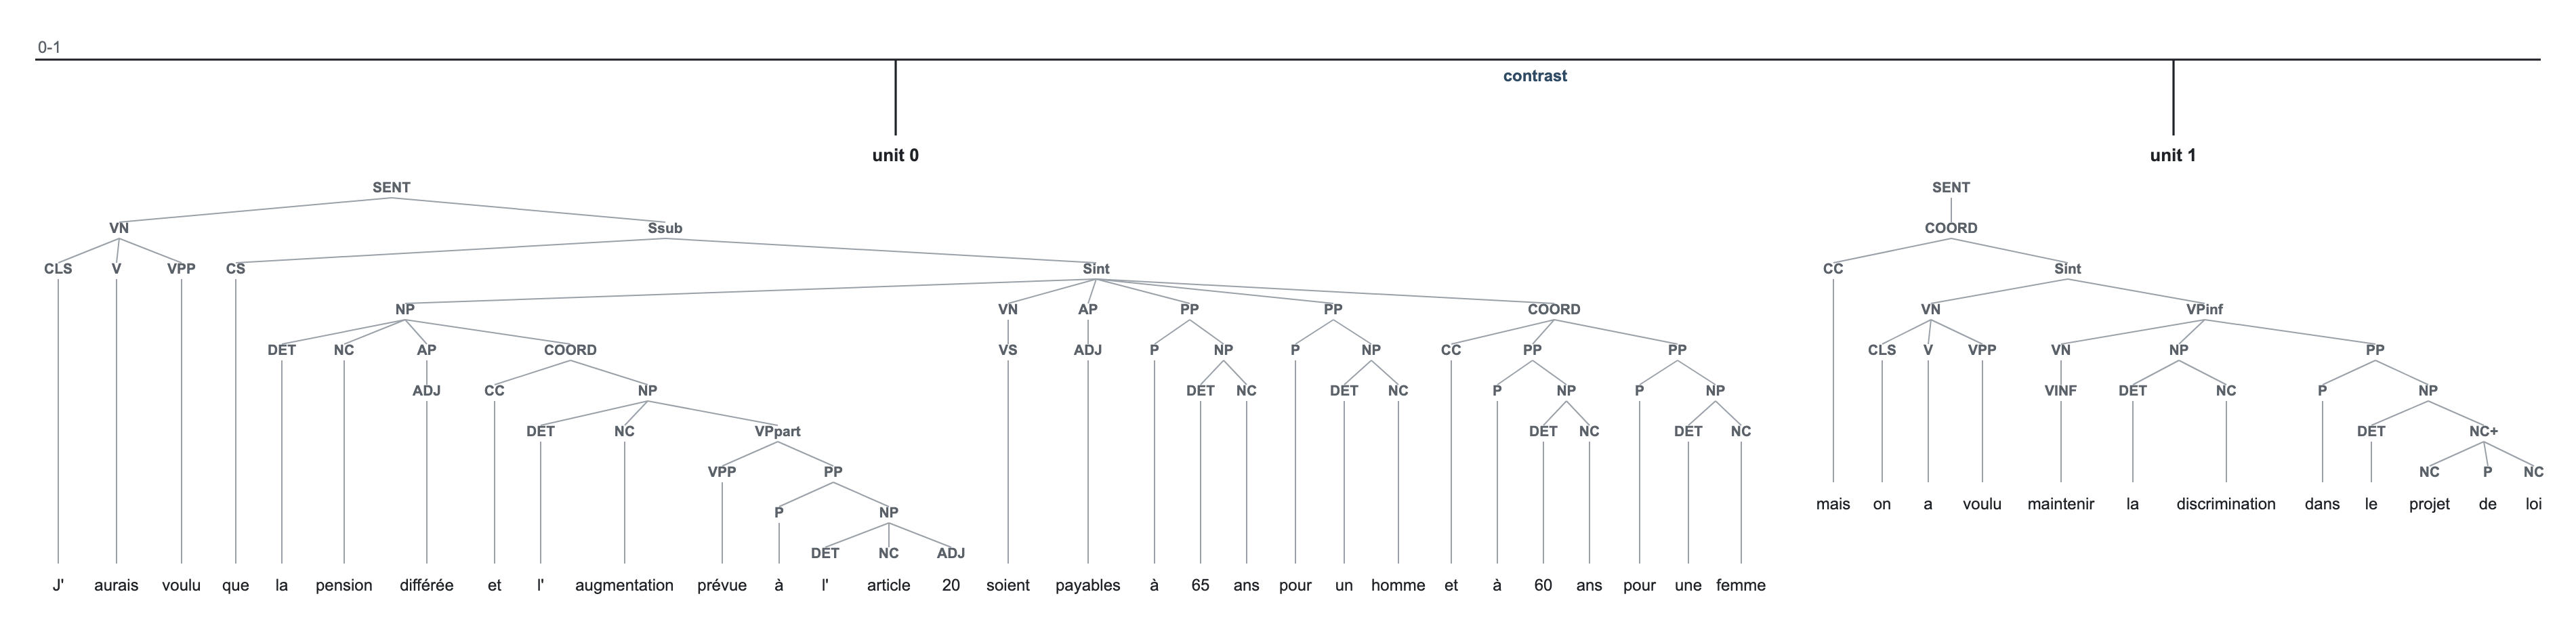 0-1
contrast
unit 0 unit 1
SENT SENT
VN Ssub COORD
CLS V VPP CS Sint CC Sint
NP VN AP PP PP COORD VN VPinf
DET NC AP COORD VS ADJ P NP P NP CC PP PP CLS V VPP VN NP PP
ADJ CC NP DET NC DET NC P NP P NP VINF DET NC P NP
DET NC VPpart DET NC DET NC DET NC+
VPP PP NC P NC
P NP
mais on a voulu maintenir la discrimination dans le projet de loi
DET NC ADJ
J' aurais voulu que la pension différée et l' augmentation prévue à l' article 20 soient payables à 65 ans pour un homme et à 60 ans pour une femme